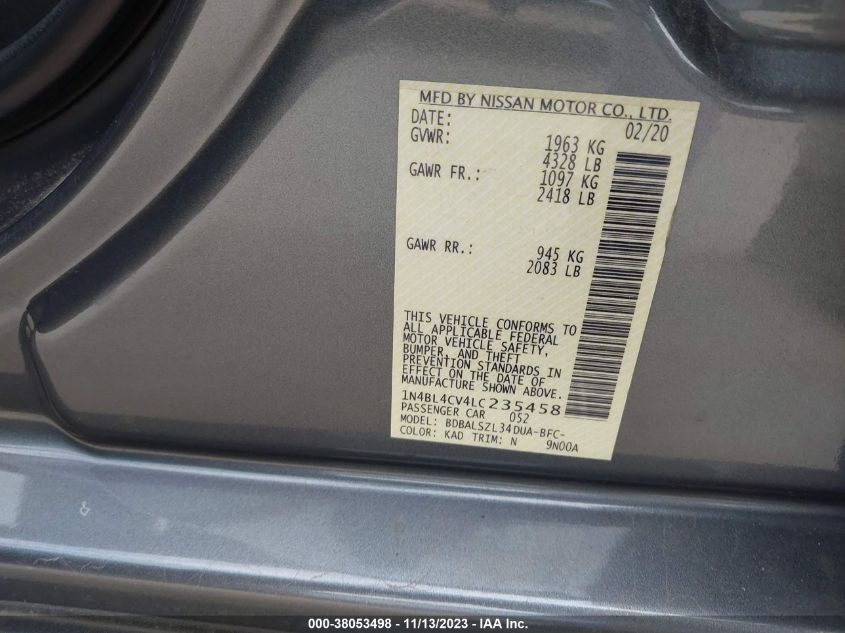 MFD BY NISSAN MOTOR CO., LTD.
DATE: 02/20
GVWR: 1963 KG
4328 LB
GAWR FR.: 1097 KG
2418 LB
GAWR RR.: 945 KG
2083 LB
THIS VEHICLE CONFORMS TO
ALL APPLICABLE FEDERAL
MOTOR VEHICLE SAFETY,
BUMPER, AND THEFT
PREVENTION STANDARDS IN
EFFECT ON THE DATE OF
MANUFACTURE SHOWN ABOVE.
1N4BL4CV4LC235458
PASSENGER CAR 052
MODEL: BDBALSZL34DUA-BFC-
COLOR: KAD TRIM: N 9N00A
000-38053498 - 11/13/2023 - © IAA Inc.